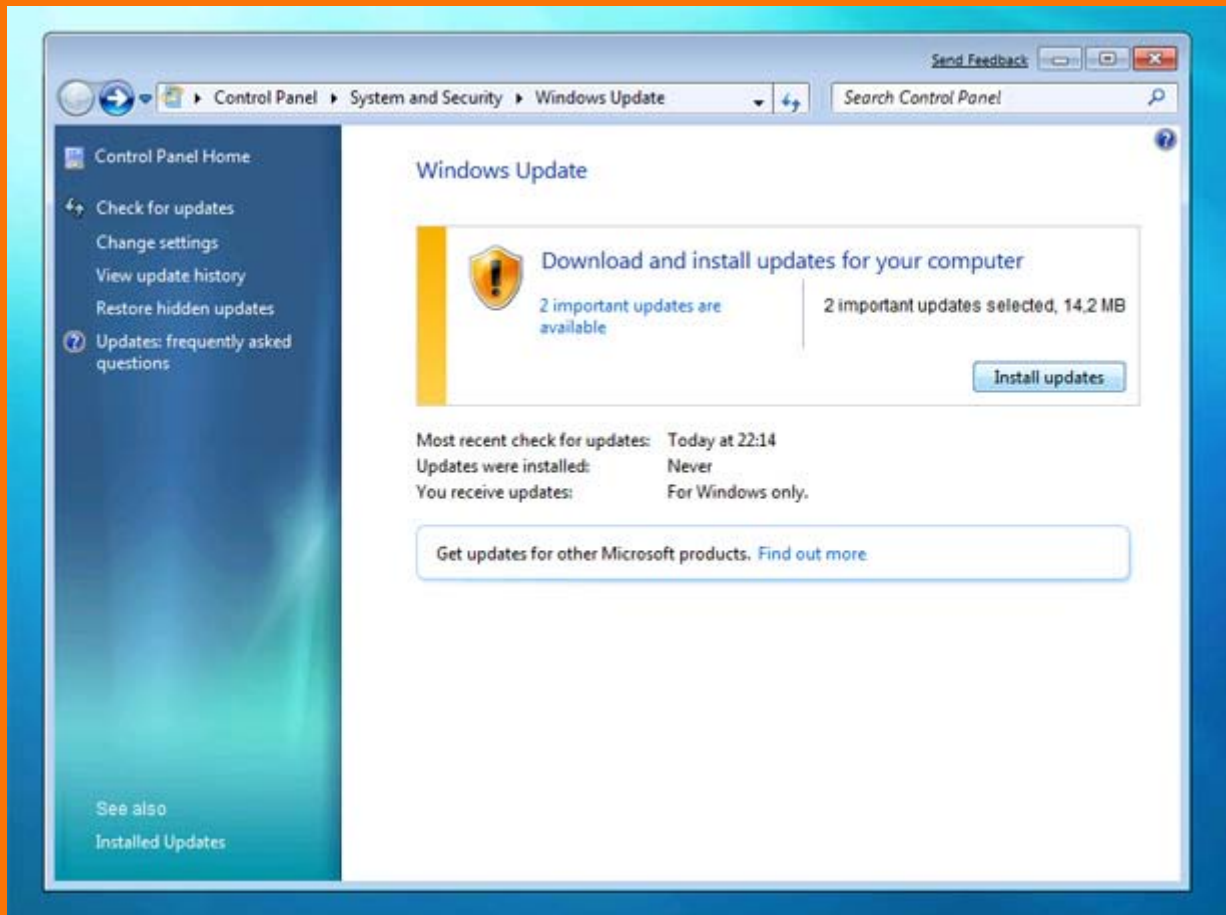 Send Feedback
Control Panel System and Security Windows Update
Search Control Panel
Control Panel Home
Check for updates
Change settings
View update history
Restore hidden updates
Updates: frequently asked
questions
See also
Installed Updates
Windows Update
Download and install updates for your computer
2 important updates are
available
2 important updates selected, 14,2 MB
Install updates
Most recent check for updates: Today at 22:14
Updates were installed: Never
You receive updates: For Windows only.
Get updates for other Microsoft products. Find out more